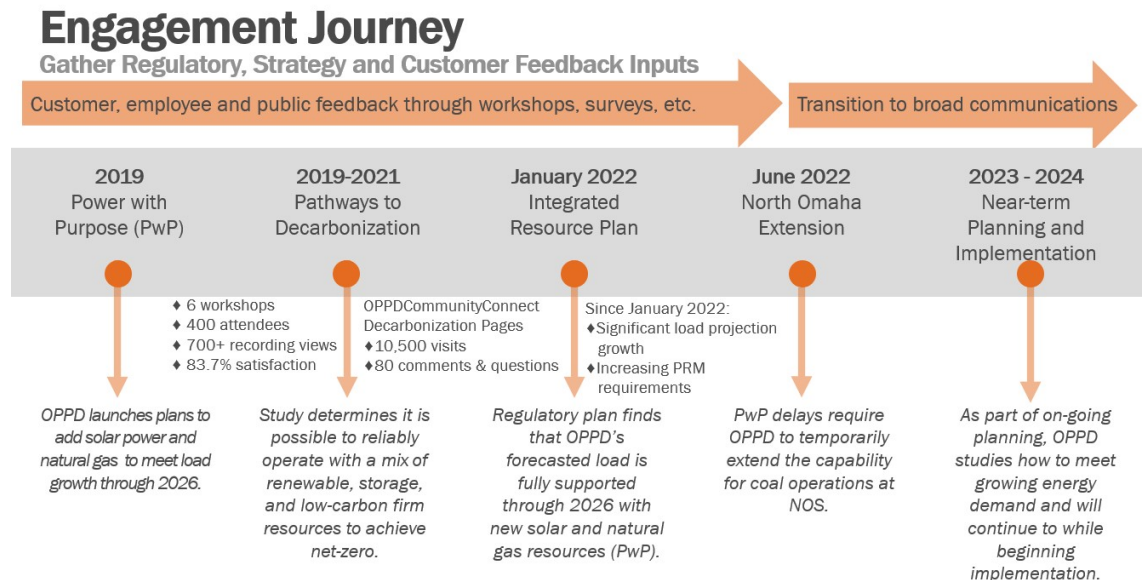 Engagement Journey
Gather Regulatory, Strategy and Customer Feedback Inputs
Customer, employee and public feedback through workshops, surveys, etc.
Transition to broad communications
2019
Power with
Purpose (PwP)
2019-2021
Pathways to
Decarbonization
January 2022
Integrated
Resource Plan
June 2022
North Omaha
Extension
2023 - 2024
Near-term
Planning and
Implementation
♦ 6 workshops
♦ 400 attendees
♦ 700+ recording views
♦ 83.7% satisfaction
OPPDCommunityConnect
Decarbonization Pages
♦10,500 visits
♦80 comments & questions
Since January 2022:
♦Significant load projection
growth
♦Increasing PRM
requirements
OPPD launches plans to
add solar power and
natural gas to meet load
growth through 2026.
Study determines it is
possible to reliably
operate with a mix of
renewable, storage,
and low-carbon firm
resources to achieve
net-zero.
Regulatory plan finds
that OPPD's
forecasted load is
fully supported
through 2026 with
new solar and natural
gas resources (PwP).
PwP delays require
OPPD to temporarily
extend the capability
for coal operations at
NOS.
As part of on-going
planning, OPPD
studies how to meet
growing energy
demand and will
continue to while
beginning
implementation.